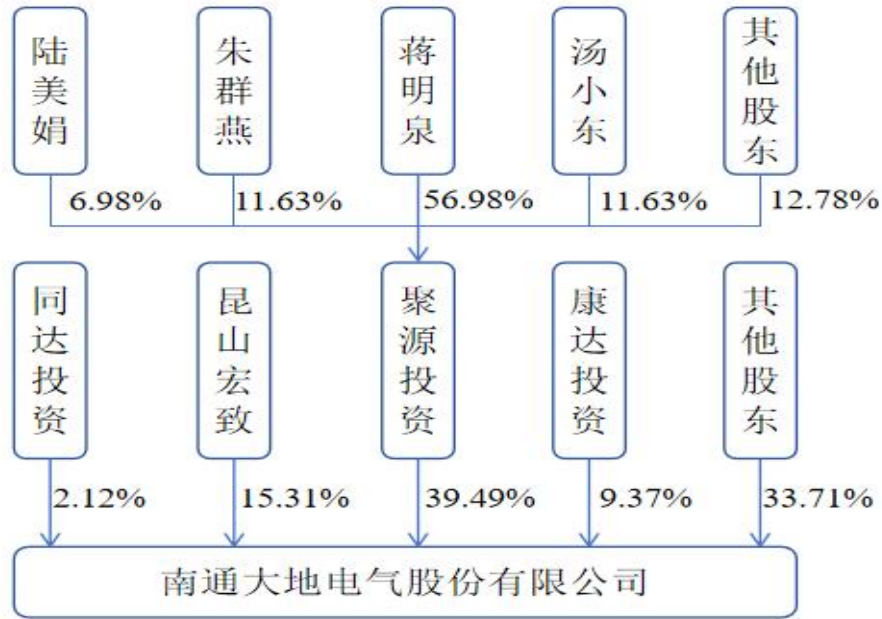 陆美娟
朱群燕
蒋明泉
汤小东
其他股东
6.98%
11.63%
56.98%
11.63%
12.78%
同达投资
昆山宏致
聚源投资
康达投资
其他股东
2.12%
15.31%
39.49%
9.37%
33.71%
南通大地电气股份有限公司